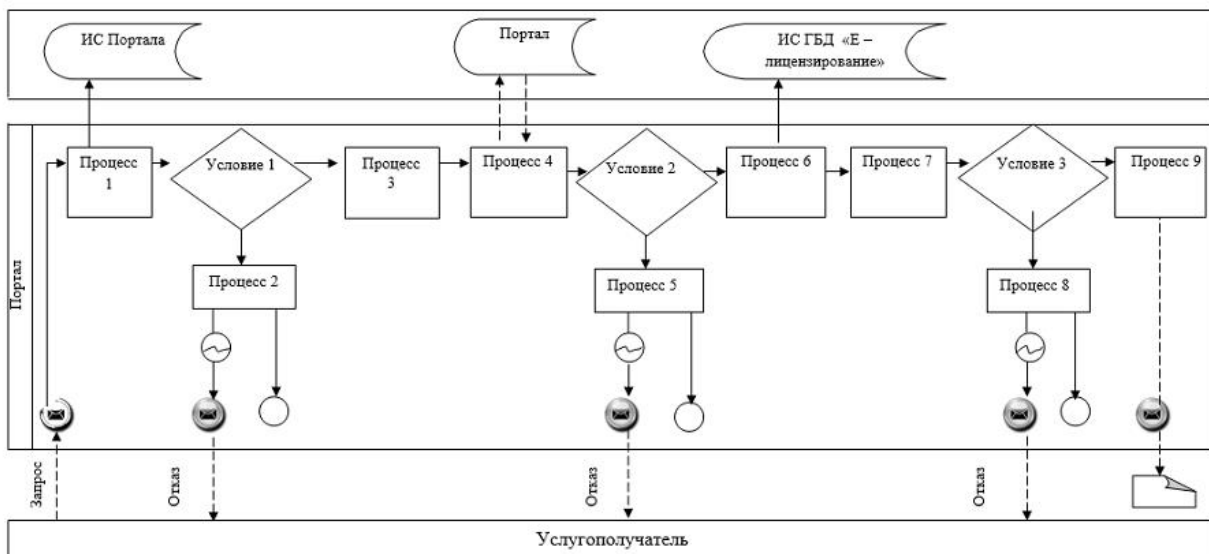 ИС Портала
Портал
ИС ГБД «Е –
лицензирование»
Процесс
1
Условие 1
Процесс
3
Процесс 4
Условие 2
Процесс 6
Процесс 7
Условие 3
Процесс 9
Процесс 2
Процесс 5
Процесс 8
Портал
Запрос
Отказ
Отказ
Отказ
Услугополучатель